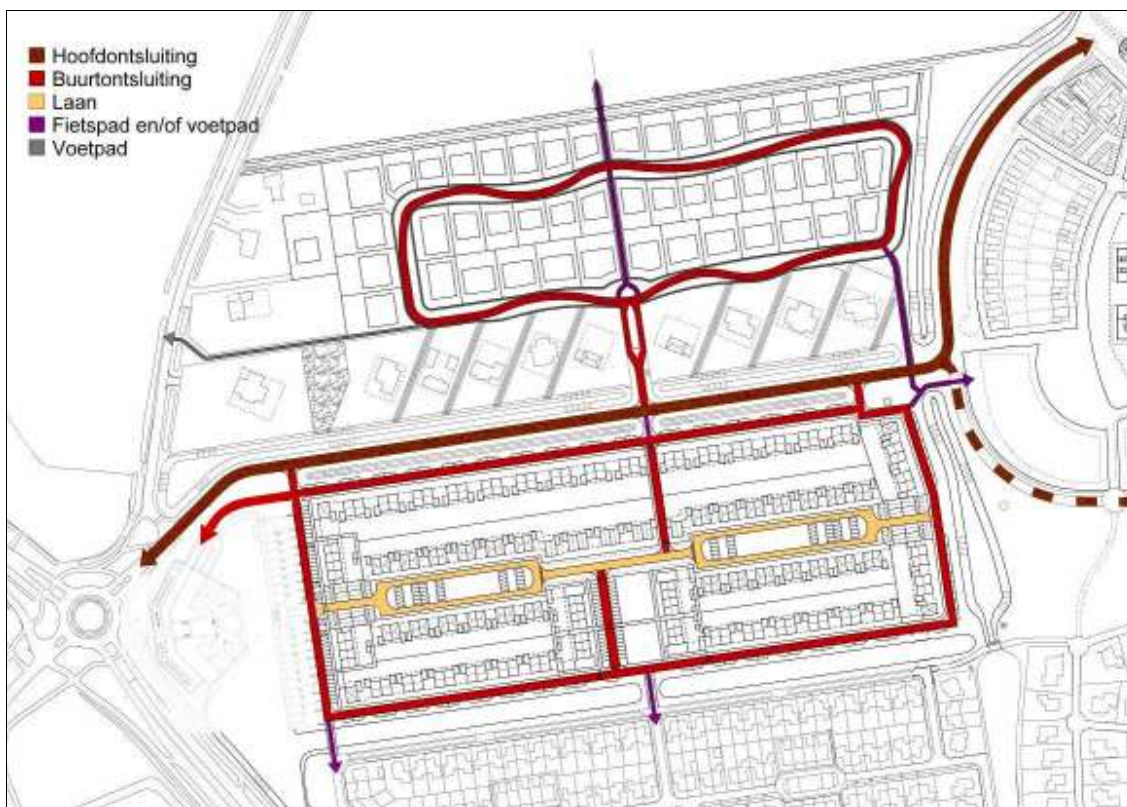 Hoofdontsluiting
Buurtontsluiting
Laan
Fietspad en/of voetpad
Voetpad